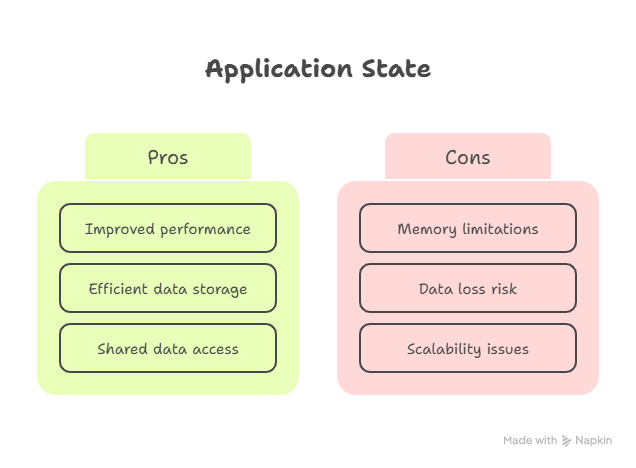 Application State
Pros
Improved performance
Efficient data storage
Shared data access
Cons
Memory limitations
Data loss risk
Scalability issues
Made with Napkin